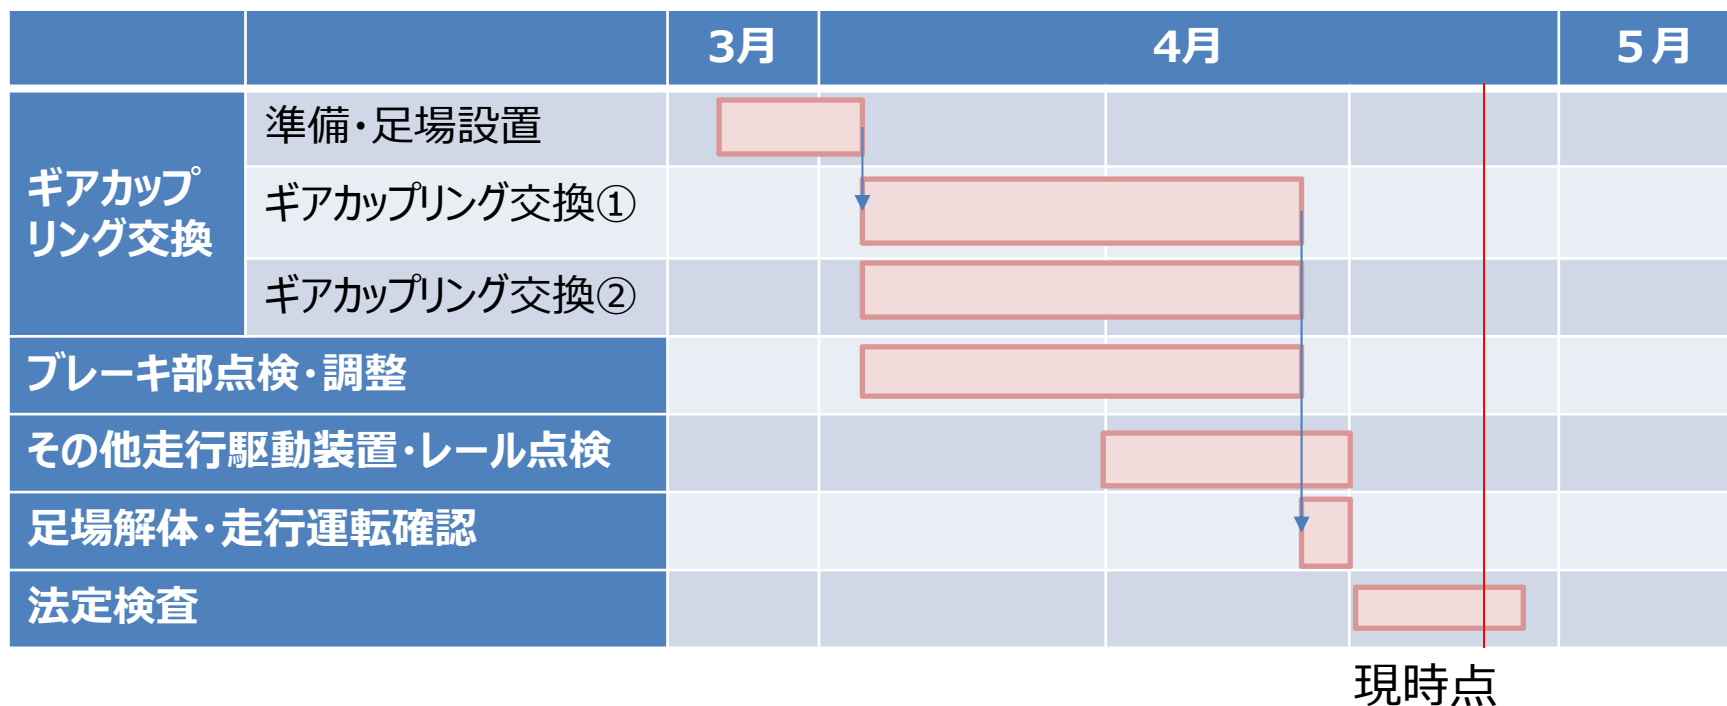 3月 4月 5月
準備・足場設置
ギアカップ
リング交換
ギアカップリング交換①
ギアカップリング交換②
ブレーキ部点検・調整
その他走行駆動装置・レール点検
足場解体・走行運転確認
法定検査
現時点